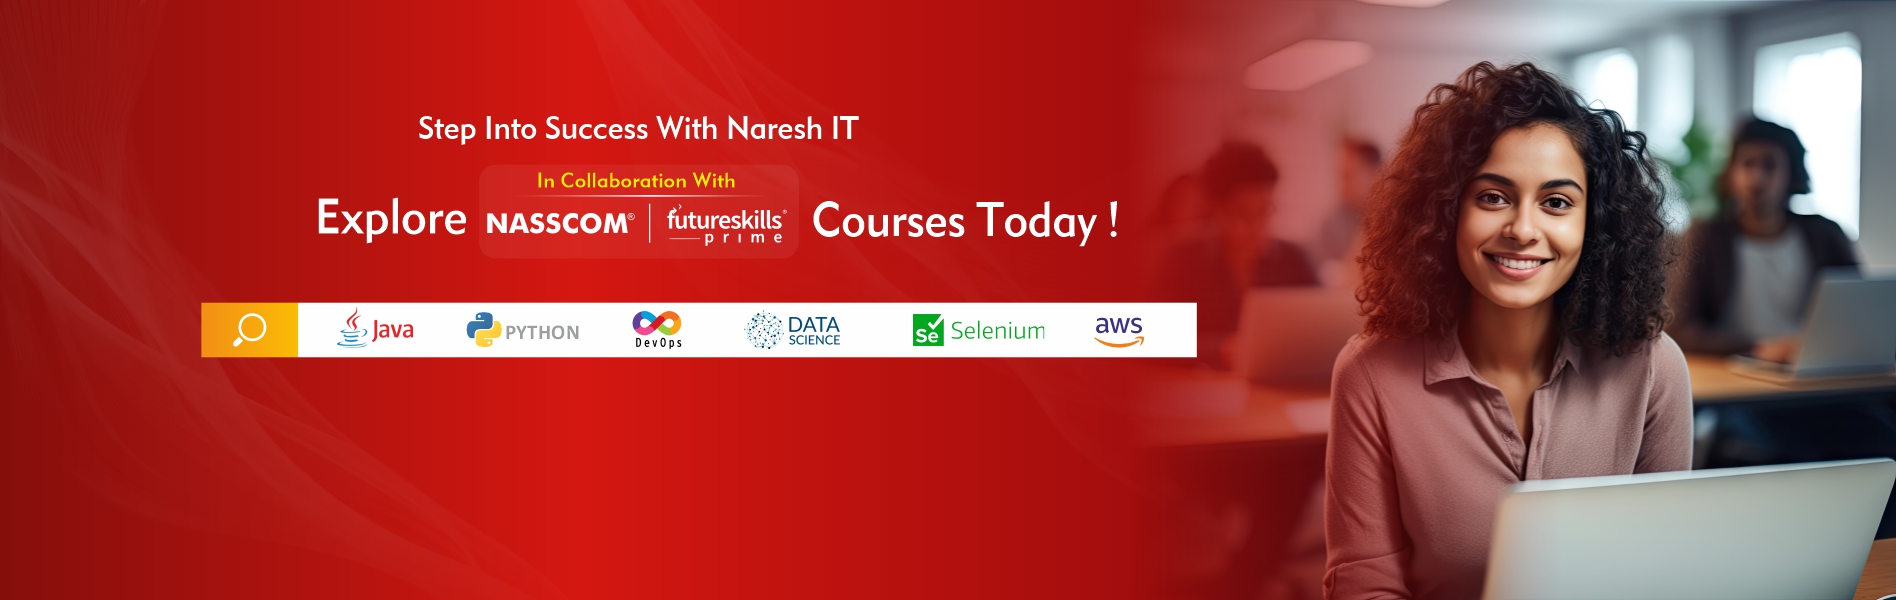 Step Into Success With Naresh IT
In Collaboration With
Explore NASSCOM® futureskills® Courses Today !
prime
Java PYTHON DevOps DATA SCIENCE Se Selenium aws